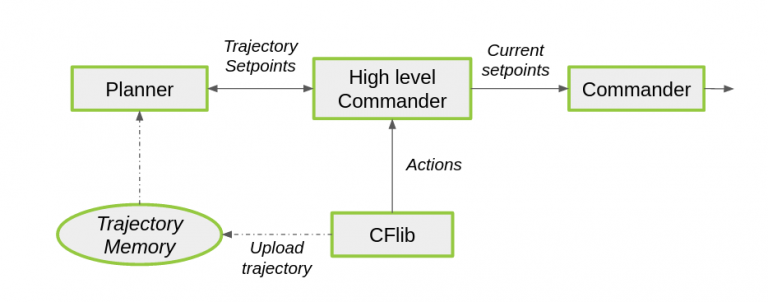 Trajectory
Setpoints
Current
setpoints
Planner
High level
Commander
Commander
Actions
Trajectory
Memory
CFlib
Upload
trajectory